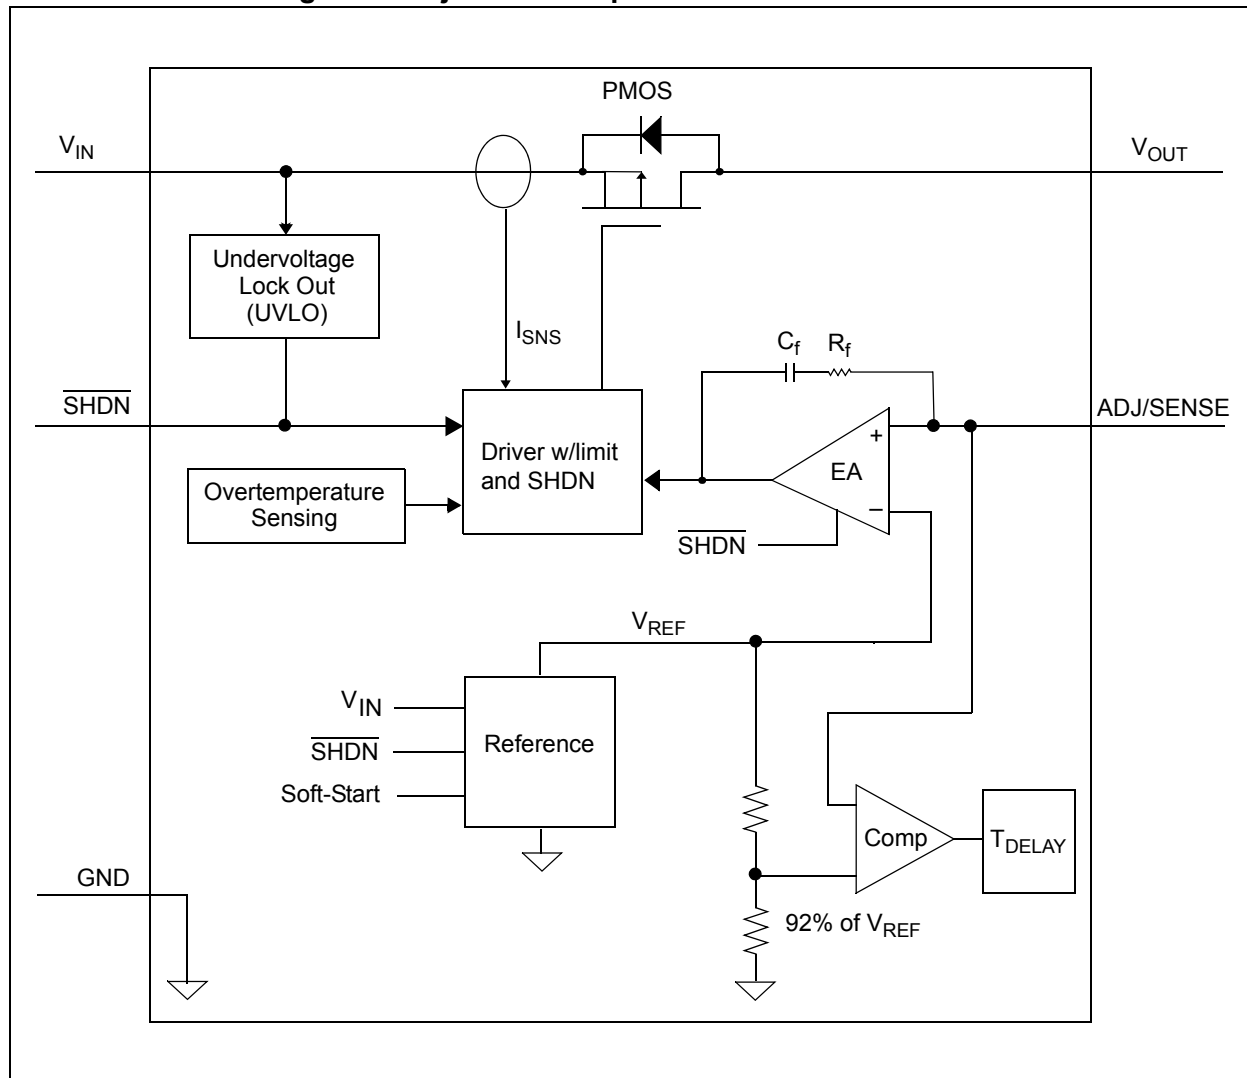 PMOS
VIN
VOUT
Undervoltage
Lock Out
(UVLO)
ISNS
Cf
Rf
SHDN
ADJ/SENSE
Driver w/limit
and SHDN
+
EA
−
Overtemperature
Sensing
SHDN
VREF
VIN
SHDN
Soft-Start
Reference
Comp
TDELAY
GND
92% of VREF